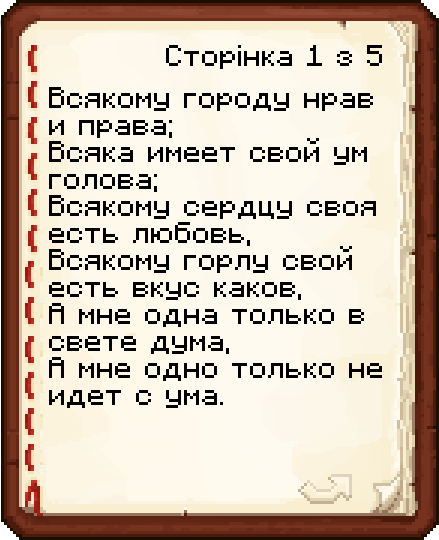 Сторінка 1 з 5
Всякому городу нрав
и права;
Всяка имеет свой ум
голова;
Всякому сердцу своя
есть любовь,
Всякому горлу свой
есть вкус каков,
А мне одна только в
свете дума,
А мне одно только не
идет с ума.